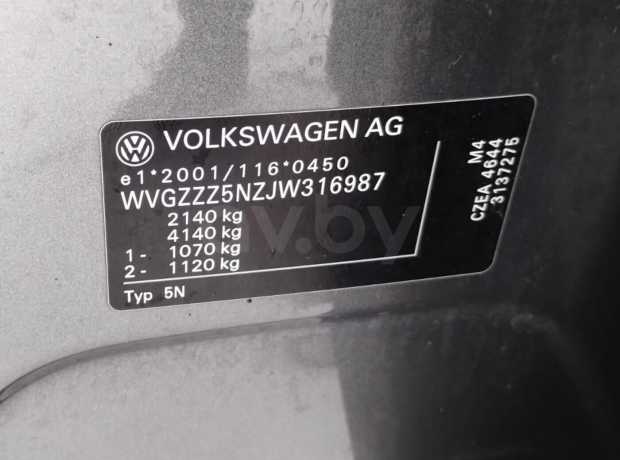 VOLKSWAGEN AG
e1*2001/116*0450
WVGZZZ5NZJW316987
2140 kg
4140 kg
1- 1070 kg
2- 1120 kg
Typ 5N
M4
CZEA 4644
3137275
v.by